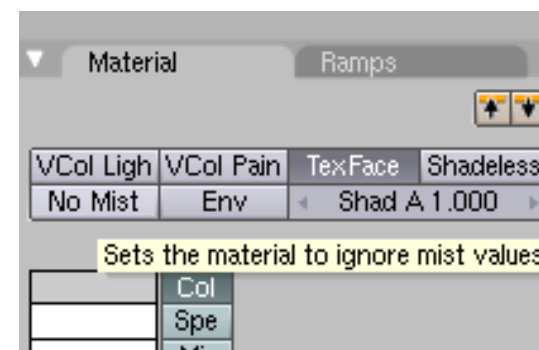 Material Ramps
VCol Ligh VCol Pain TexFace Shadeless
No Mist Env Shad A 1.000
Sets the material to ignore mist values
Col
Spe